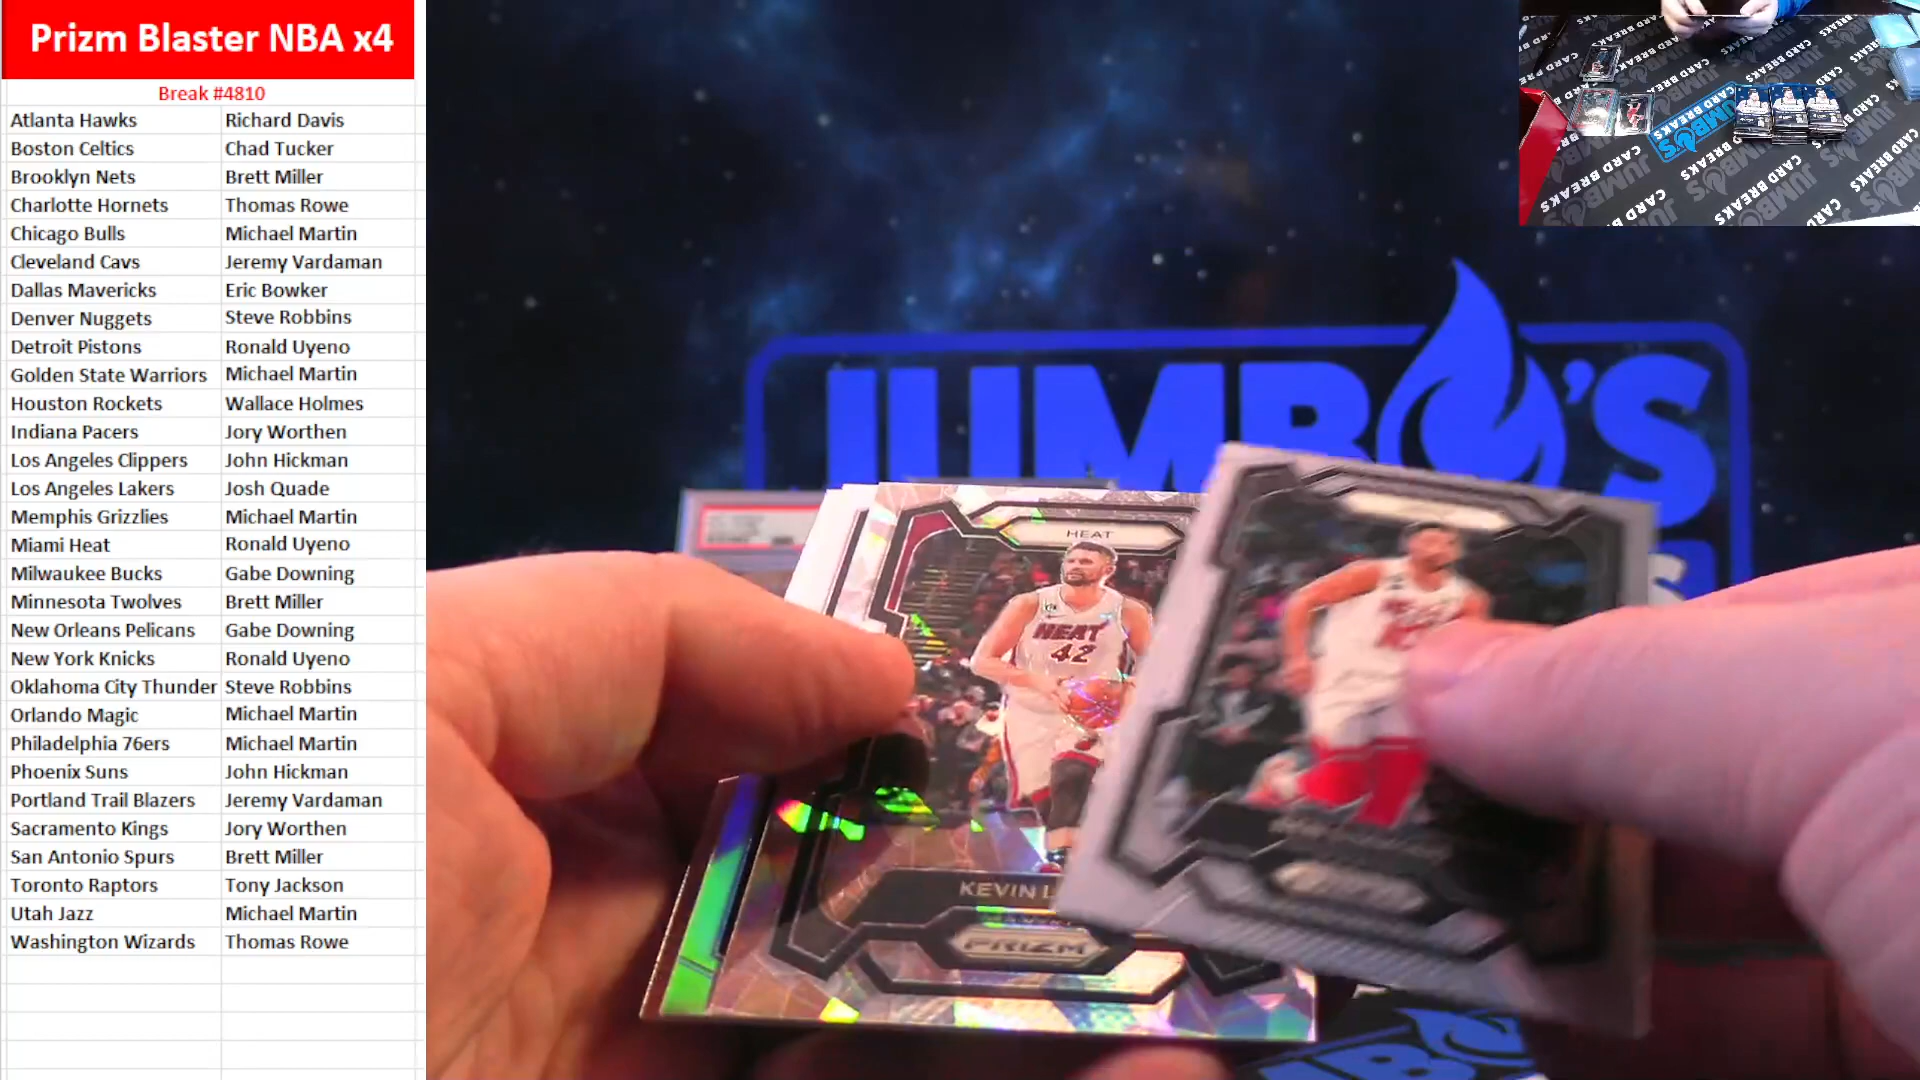 Prizm Blaster NBA x4
Break #4810
Atlanta Hawks Richard Davis
Boston Celtics Chad Tucker
Brooklyn Nets Brett Miller
Charlotte Hornets Thomas Rowe
Chicago Bulls Michael Martin
Cleveland Cavs Jeremy Vardaman
Dallas Mavericks Eric Bowker
Denver Nuggets Steve Robbins
Detroit Pistons Ronald Uyeno
Golden State Warriors Michael Martin
Houston Rockets Wallace Holmes
Indiana Pacers Jory Worthen
Los Angeles Clippers John Hickman
Los Angeles Lakers Josh Quade
Memphis Grizzlies Michael Martin
Miami Heat Ronald Uyeno
Milwaukee Bucks Gabe Downing
Minnesota Twolves Brett Miller
New Orleans Pelicans Gabe Downing
New York Knicks Ronald Uyeno
Oklahoma City Thunder Steve Robbins
Orlando Magic Michael Martin
Philadelphia 76ers Michael Martin
Phoenix Suns John Hickman
Portland Trail Blazers Jeremy Vardaman
Sacramento Kings Jory Worthen
San Antonio Spurs Brett Miller
Toronto Raptors Tony Jackson
Utah Jazz Michael Martin
Washington Wizards Thomas Rowe
JUMBO'S
CARD BREAKS
HEAT
HEAT
42
KEVIN
PRIZM